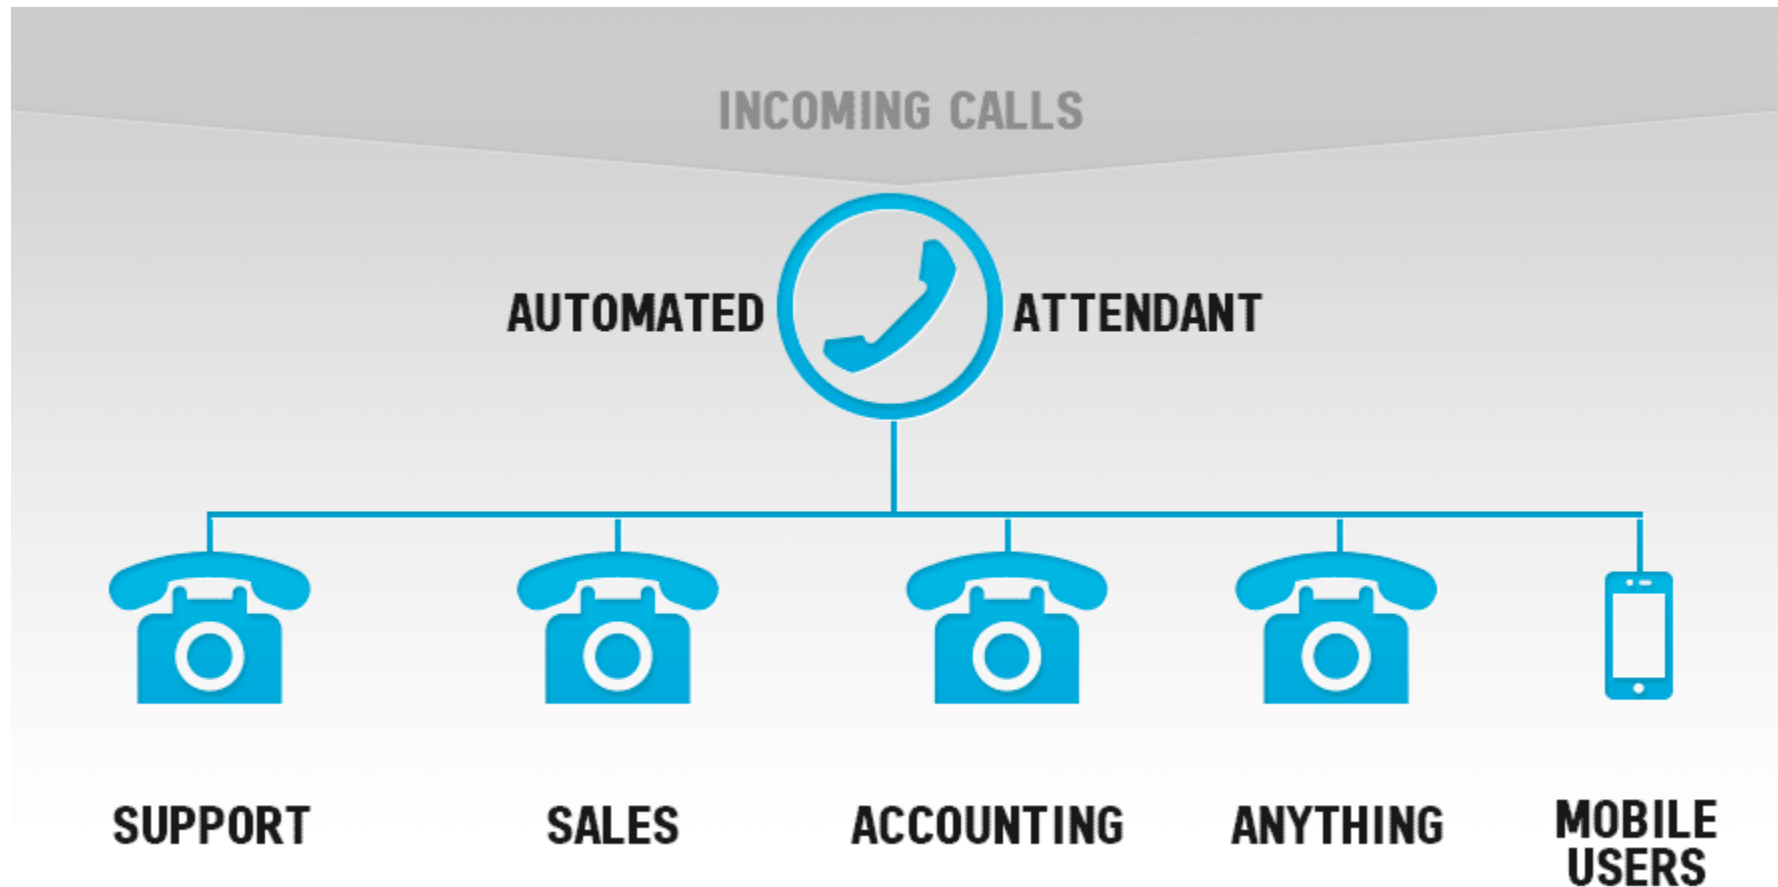 INCOMING CALLS
AUTOMATED ATTENDANT
SUPPORT
SALES
ACCOUNTING
ANYTHING
MOBILE
USERS